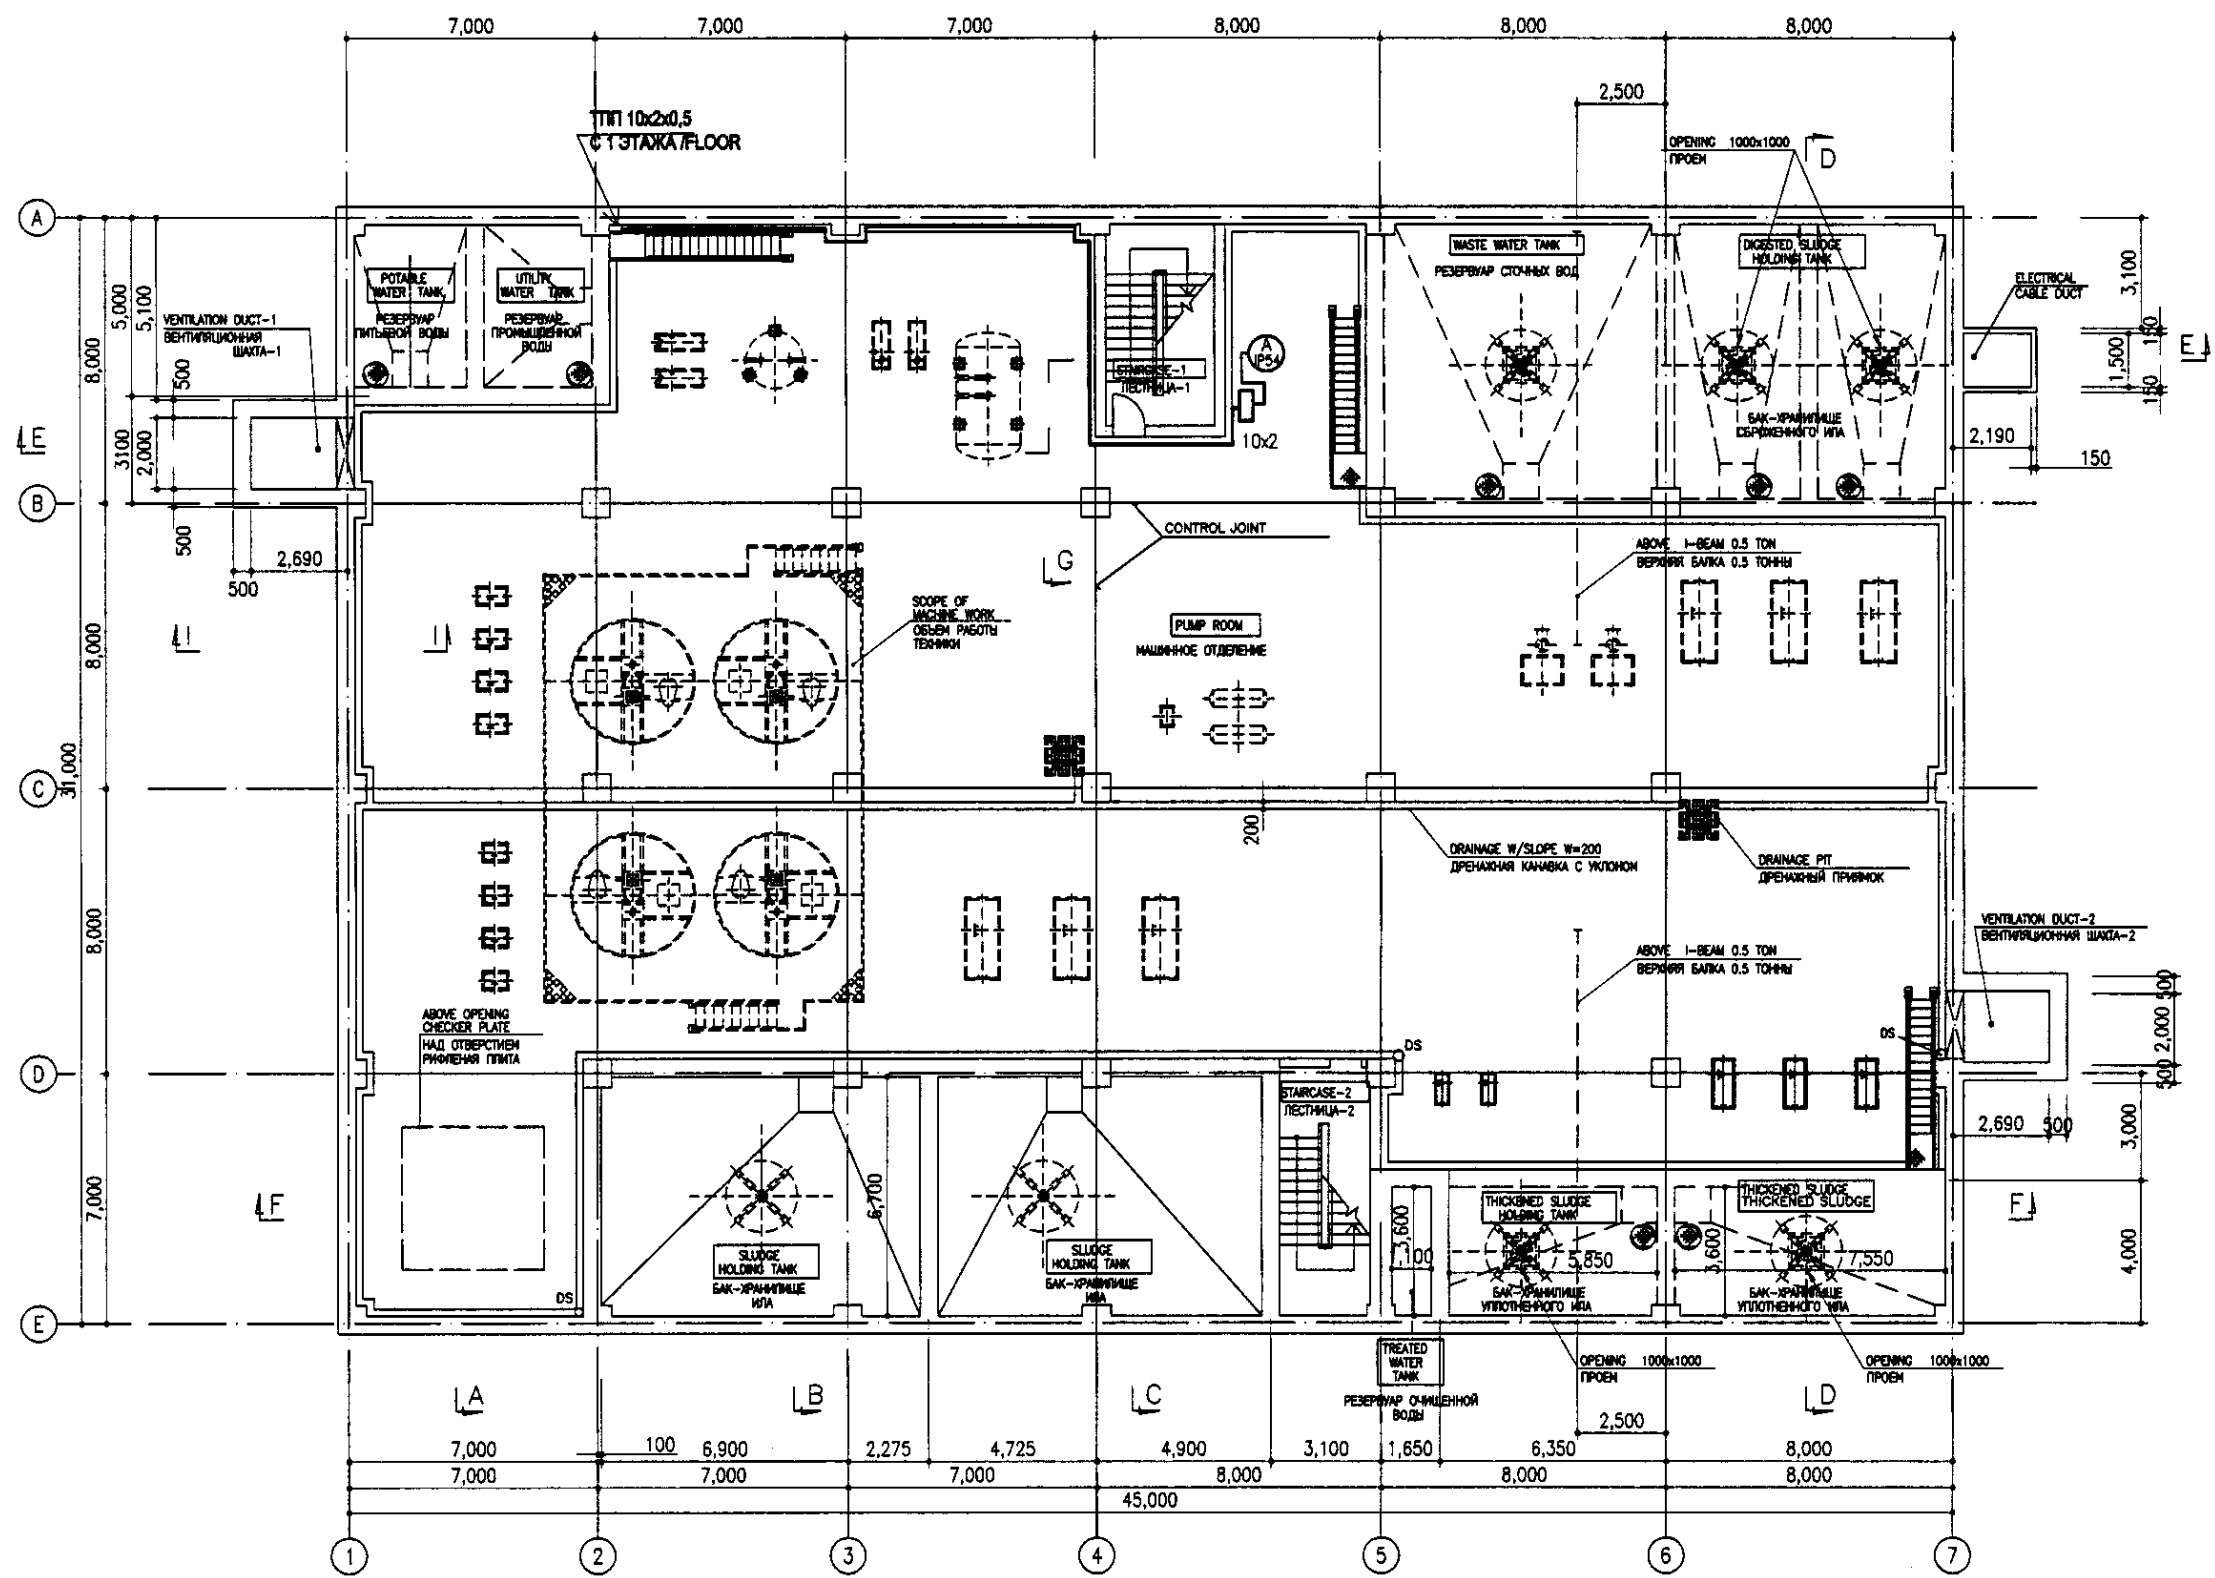 7,000 7,000 7,000 8,000 8,000 8,000
2,500
ТПП 10x2x0,5
С 1 ЭТАЖА /FLOOR
OPENING 1000x1000
ПРОЕМ
D
A
POTABLE
WATER TANK
РЕЗЕРВУАР
ПИТЬЕВОЙ ВОДЫ
UTILITY
WATER TANK
РЕЗЕРВУАР
ПРОМЫШЛЕННОЙ
ВОДЫ
WASTE WATER TANK
РЕЗЕРВУАР СТОЧНЫХ ВОД
DIGESTED SLUDGE
HOLDING TANK
БАК-ХРАНИЛИЩЕ
СБРОЖЕННОГО ИЛА
ELECTRICAL
CABLE DUCT
3,100
150
1,500
150
E
2,190
150
5,000
5,100
8,000
VENTILATION DUCT-1
ВЕНТИЛЯЦИОННАЯ
ШАХТА-1
500
3100
2,000
E
500
2,690
500
STAIRCASE-1
ЛЕСТНИЦА-1
A
IP54
10x2
B
CONTROL JOINT
G
ABOVE I-BEAM 0.5 TON
ВЕРХНЯЯ БАЛКА 0.5 ТОННЫ
SCOPE OF
MACHINE WORK
ОБЪЕМ РАБОТЫ
ТЕХНИКИ
PUMP ROOM
МАШИННОЕ ОТДЕЛЕНИЕ
I
I
8,000
31,000
C
200
DRAINAGE W/SLOPE W=200
ДРЕНАЖНАЯ КАНАВКА С УКЛОНОМ
DRAINAGE PIT
ДРЕНАЖНЫЙ ПРИЯМОК
8,000
VENTILATION DUCT-2
ВЕНТИЛЯЦИОННАЯ ШАХТА-2
ABOVE I-BEAM 0.5 TON
ВЕРХНЯЯ БАЛКА 0.5 ТОННЫ
ABOVE OPENING
CHECKER PLATE
НАД ОТВЕРСТИЕМ
РИФЛЕНАЯ ПЛИТА
500
2,000
500
DS
DS
D
STAIRCASE-2
ЛЕСТНИЦА-2
2,690 500
3,000
7,000
F
6,700
SLUDGE
HOLDING TANK
БАК-ХРАНИЛИЩЕ
ИЛА
SLUDGE
HOLDING TANK
БАК-ХРАНИЛИЩЕ
ИЛА
3,600
THICKENED SLUDGE
HOLDING TANK
5,850
БАК-ХРАНИЛИЩЕ
УПЛОТНЕННОГО ИЛА
3,600
THICKENED SLUDGE
THICKENED SLUDGE
7,550
БАК-ХРАНИЛИЩЕ
УПЛОТНЕННОГО ИЛА
F
4,000
DS
E
TREATED
WATER
TANK
РЕЗЕРВУАР ОЧИЩЕННОЙ
ВОДЫ
OPENING 1000x1000
ПРОЕМ
OPENING 1000x1000
ПРОЕМ
A B C D
2,500
7,000 100 6,900 2,275 4,725 4,900 3,100 1,650 6,350 8,000
7,000 7,000 7,000 8,000 8,000 8,000
45,000
1 2 3 4 5 6 7